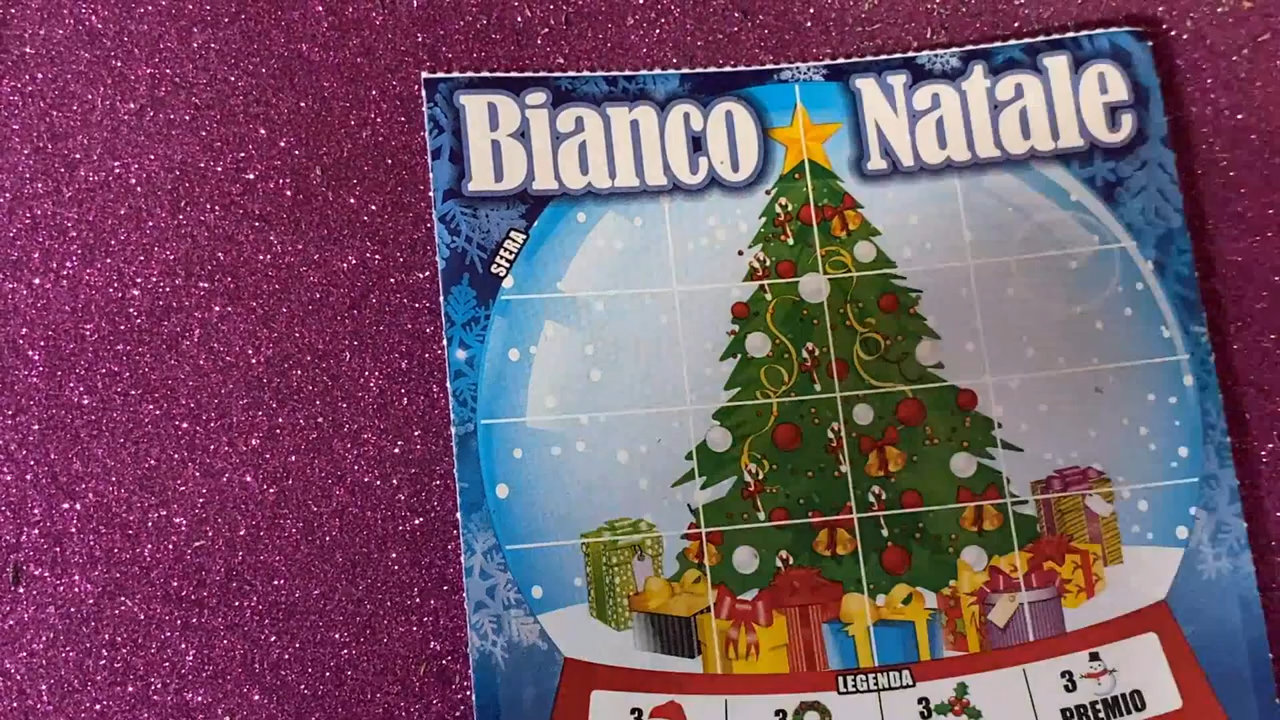 Bianco Natale
SFERA
LEGENDA
3 3 3 3
PREMIO